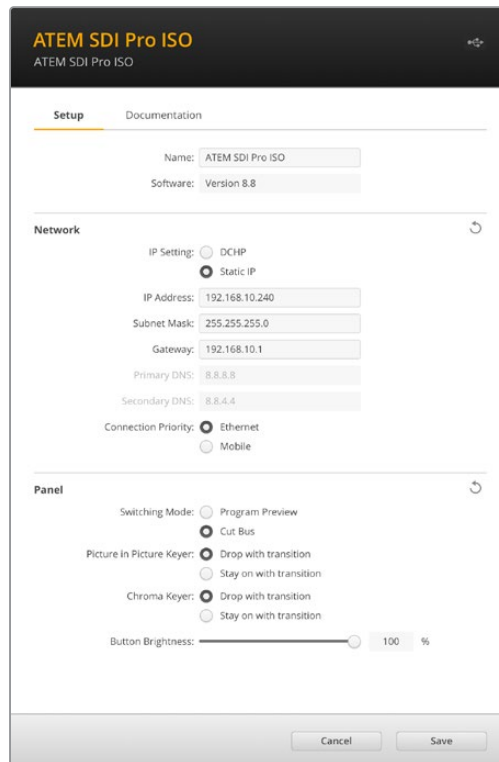 ATEM SDI Pro ISO
ATEM SDI Pro ISO
Setup Documentation
Name: ATEM SDI Pro ISO
Software: Version 8.8
Network
IP Setting: DCHP
Static IP
IP Address: 192.168.10.240
Subnet Mask: 255.255.255.0
Gateway: 192.168.10.1
Primary DNS: 8.8.8.8
Secondary DNS: 8.8.4.4
Connection Priority: Ethernet
Mobile
Panel
Switching Mode: Program Preview
Cut Bus
Picture in Picture Keyer: Drop with transition
Stay on with transition
Chroma Keyer: Drop with transition
Stay on with transition
Button Brightness: 100 %
Cancel Save